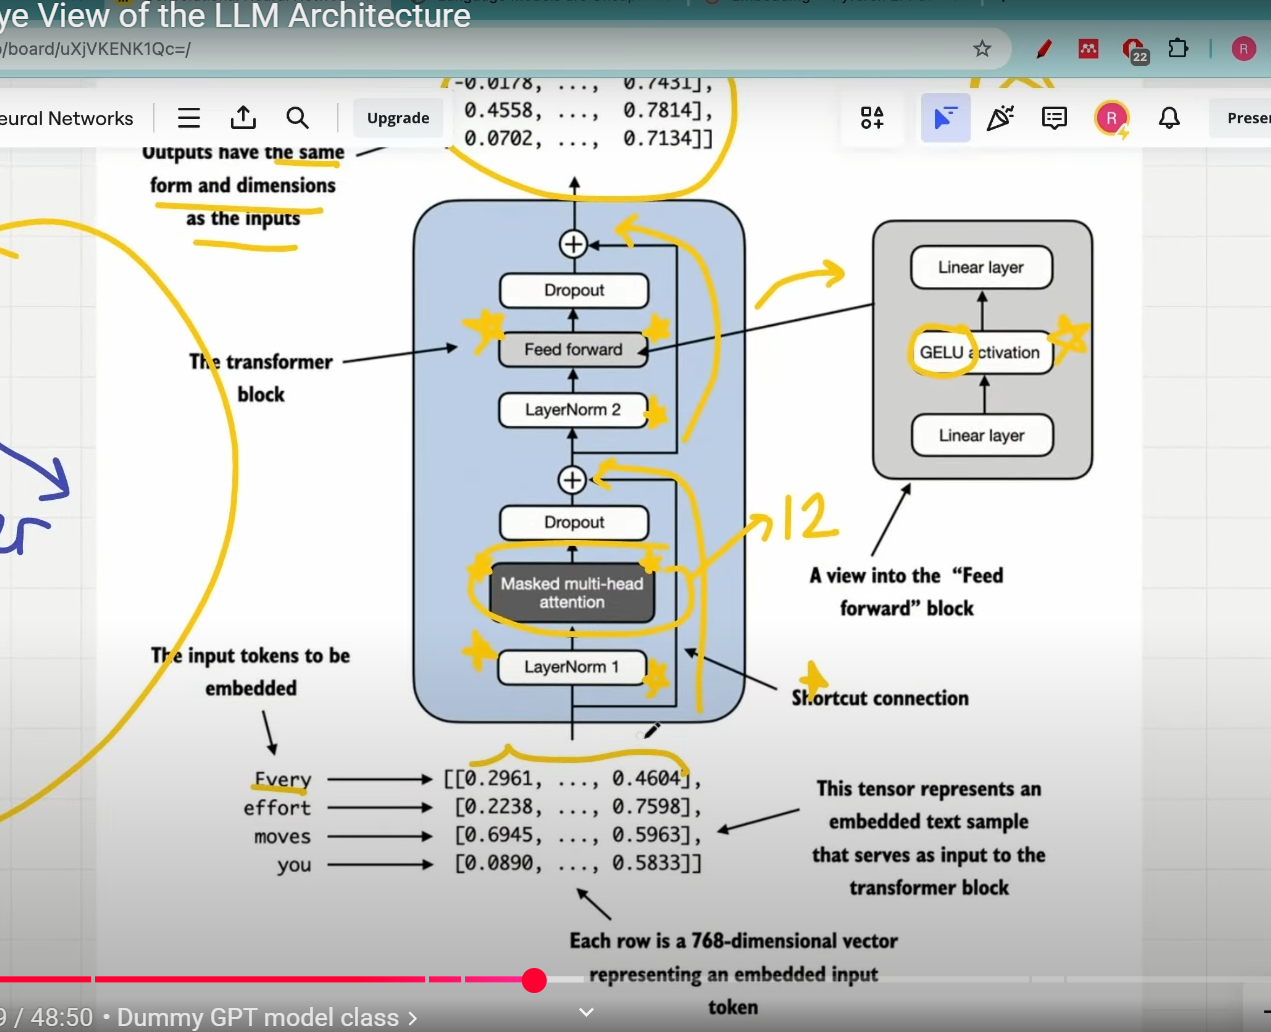 ye View of the LLM Architecture
/board/uXjVKENK1Qc=/
22
R
eural Networks
Upgrade
R
Preser
-0.0178, ..., 0.7431],
0.4558, ..., 0.7814],
0.0702, ..., 0.7134]]
Outputs have the same
form and dimensions
as the inputs
Dropout
Feed forward
LayerNorm 2
Dropout
Masked multi-head
attention
LayerNorm 1
The transformer
block
Linear layer
GELU activation
Linear layer
12
A view into the “Feed
forward” block
Shortcut connection
The input tokens to be
embedded
Every
effort
moves
you
[[0.2961, ..., 0.4604],
[0.2238, ..., 0.7598],
[0.6945, ..., 0.5963],
[0.0890, ..., 0.5833]]
This tensor represents an
embedded text sample
that serves as input to the
transformer block
Each row is a 768-dimensional vector
representing an embedded input
token
9 / 48:50 • Dummy GPT model class >